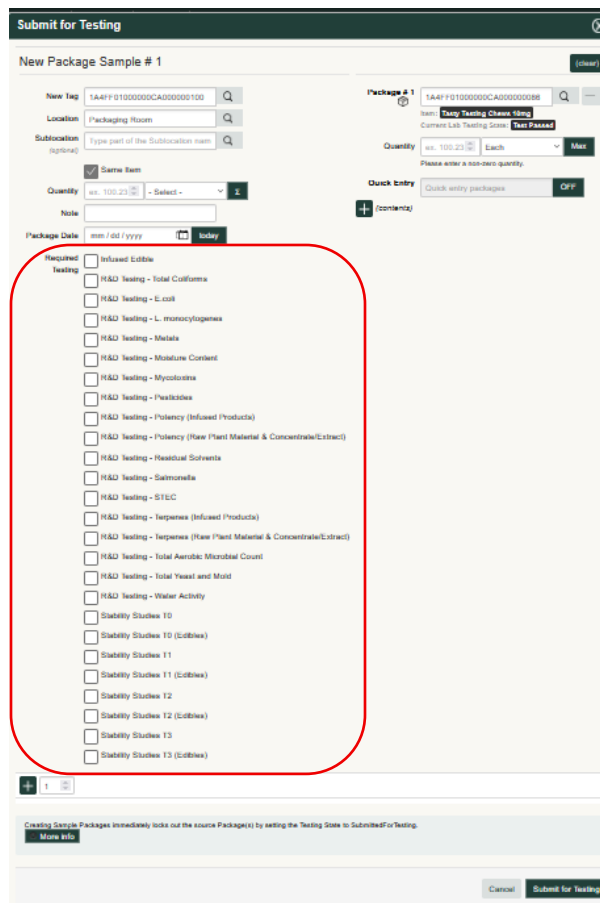 Submit for Testing
New Package Sample # 1
(clear)
New Tag
1A4FF01000000CA000000100
Location
Packaging Room
Sublocation
(optional)
Type part of the Sublocation nam
Same Item
Quantity
ex. 100.23
- Select -
Σ
Note
Package Date
mm / dd / yyyy
today
Package # 1
1A4FF01000000CA000000086
Item: Tasty Testing Chews 10mg
Current Lab Testing State: Test Passed
Quantity
ex. 100.23
Each
Max
Please enter a non-zero quantity.
Quick Entry
Quick entry packages
OFF
(contents)
Required
Testing
Infused Edible
R&D Tesing - Total Coliforms
R&D Testing - E.coli
R&D Testing - L. monocytogenes
R&D Testing - Metals
R&D Testing - Moisture Content
R&D Testing - Mycotoxins
R&D Testing - Pesticides
R&D Testing - Potency (Infused Products)
R&D Testing - Potency (Raw Plant Material & Concentrate/Extract)
R&D Testing - Residual Solvents
R&D Testing - Salmonella
R&D Testing - STEC
R&D Testing - Terpenes (Infused Products)
R&D Testing - Terpenes (Raw Plant Material & Concentrate/Extract)
R&D Testing - Total Aerobic Microbial Count
R&D Testing - Total Yeast and Mold
R&D Testing - Water Activity
Stability Studies T0
Stability Studies T0 (Edibles)
Stability Studies T1
Stability Studies T1 (Edibles)
Stability Studies T2
Stability Studies T2 (Edibles)
Stability Studies T3
Stability Studies T3 (Edibles)
1
Creating Sample Packages immediately locks out the source Package(s) by setting the Testing State to SubmittedForTesting.
More info
Cancel
Submit for Testing